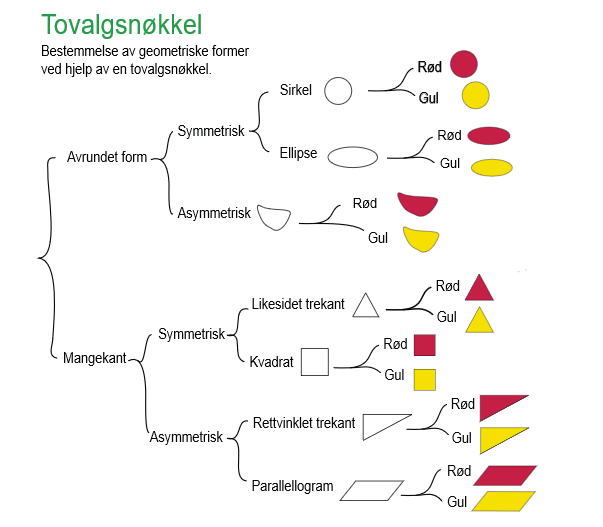 Tovalgsnøkkel
Bestemmelse av geometriske former
ved hjelp av en tovalgsnøkkel.
Sirkel
Rød
Gul
Symmetrisk
Ellipse
Rød
Gul
Avrundet form
Asymmetrisk
Rød
Gul
Likesidet trekant
Rød
Gul
Symmetrisk
Kvadrat
Rød
Gul
Mangekant
Rettvinklet trekant
Rød
Gul
Asymmetrisk
Parallellogram
Rød
Gul